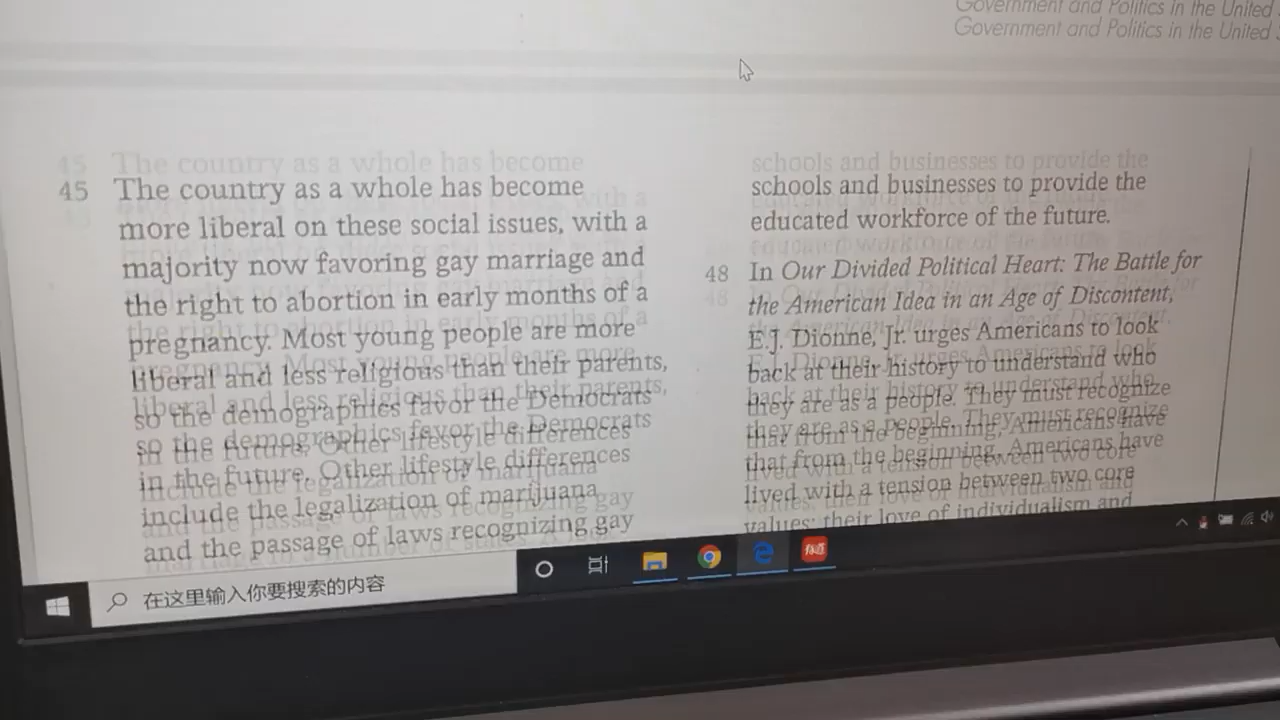 Government and Politics in the United
Government and Politics in the United
45 The country as a whole has become
more liberal on these social issues, with a
majority now favoring gay marriage and
the right to abortion in early months of a
pregnancy. Most young people are more
liberal and less religious than their parents,
so the demographics favor the Democrats
in the future. Other lifestyle differences
include the legalization of marijuana
and the passage of laws recognizing gay
schools and businesses to provide the
educated workforce of the future.
48 In Our Divided Political Heart: The Battle for
the American Idea in an Age of Discontent,
E.J. Dionne, Jr. urges Americans to look
back at their history to understand who
they are as a people. They must recognize
that from the beginning, Americans have
lived with a tension between two core
values: their love of individualism and
在这里输入你要搜索的内容
有道